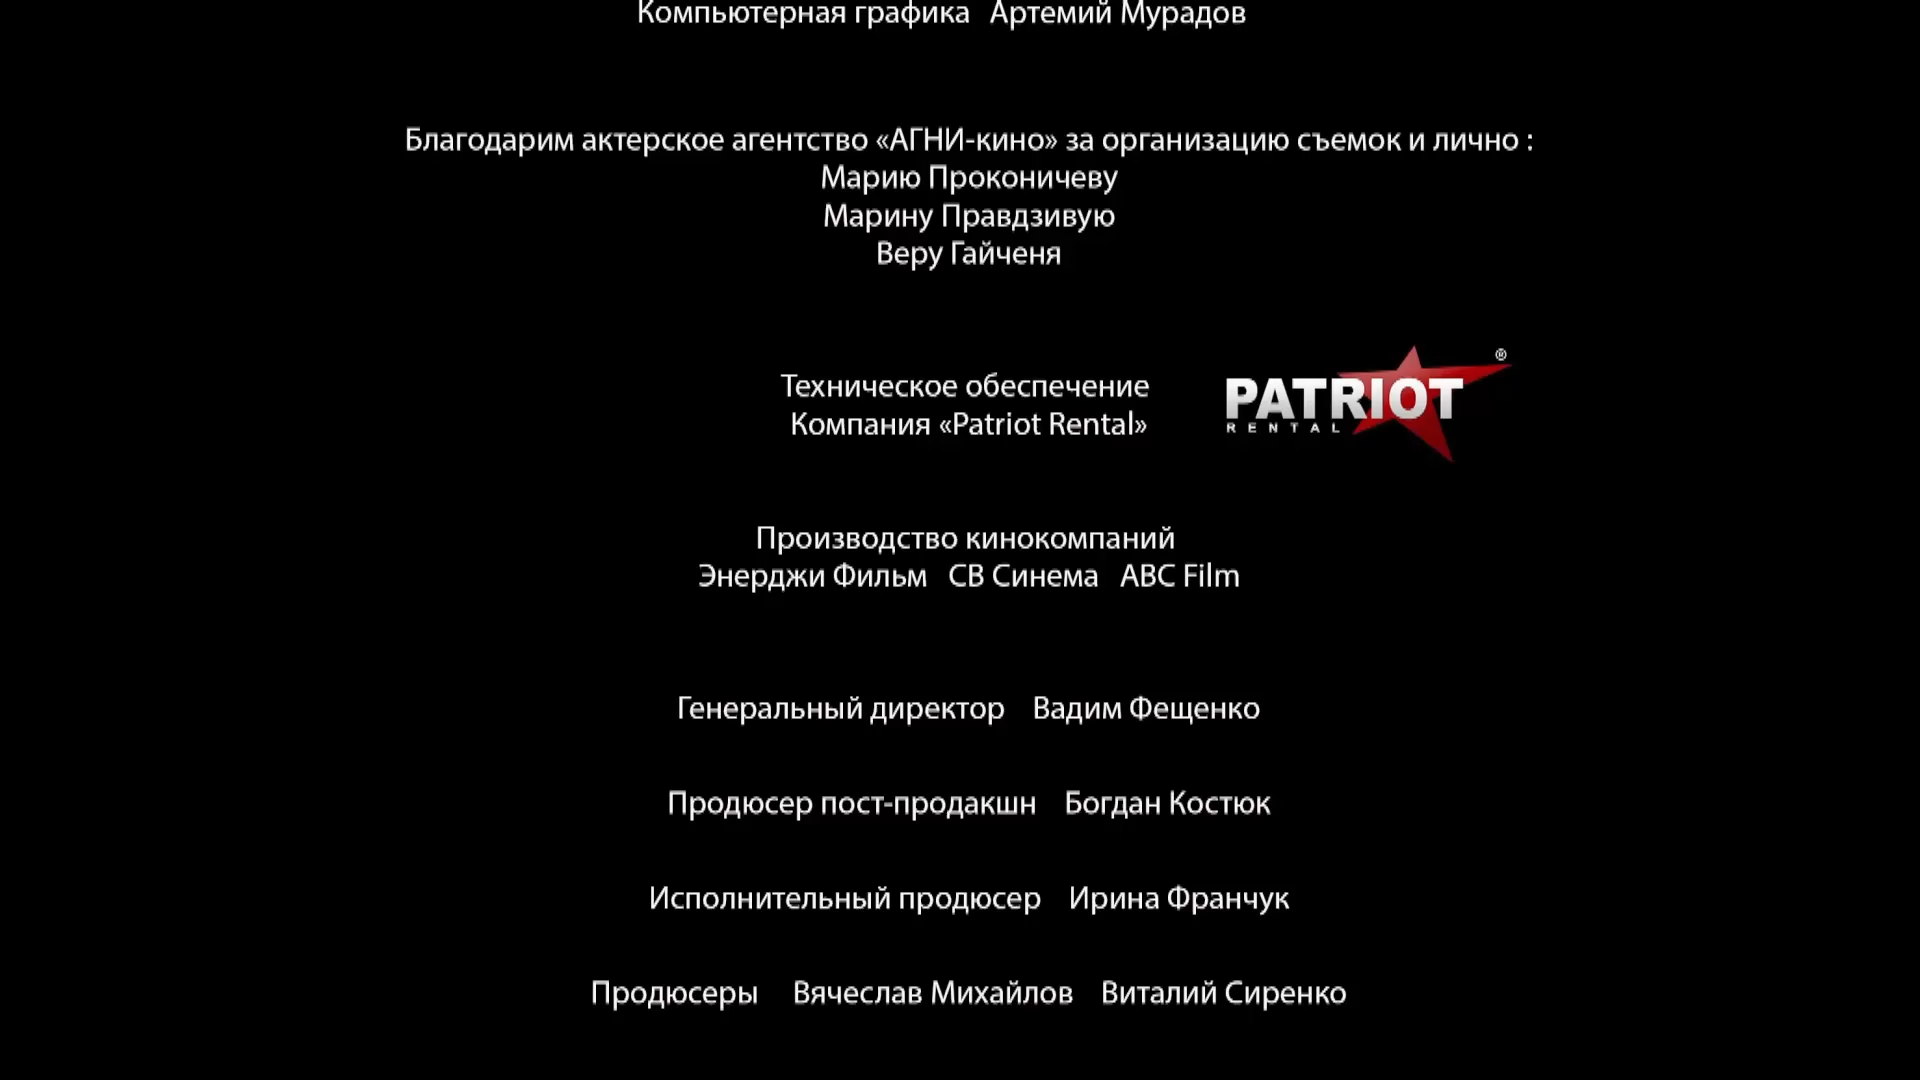 Компьютерная графика Артемий Мурадов
Благодарим актерское агентство «АГНИ-кино» за организацию съемок и лично :
Марию Проконичеву
Марину Правдзивую
Веру Гайченя
Техническое обеспечение
Компания «Patriot Rental»
PATRIOT ®
RENTAL
Производство кинокомпаний
Энерджи Фильм СВ Синема ABC Film
Генеральный директор Вадим Фещенко
Продюсер пост-продакшн Богдан Костюк
Исполнительный продюсер Ирина Франчук
Продюсеры Вячеслав Михайлов Виталий Сиренко